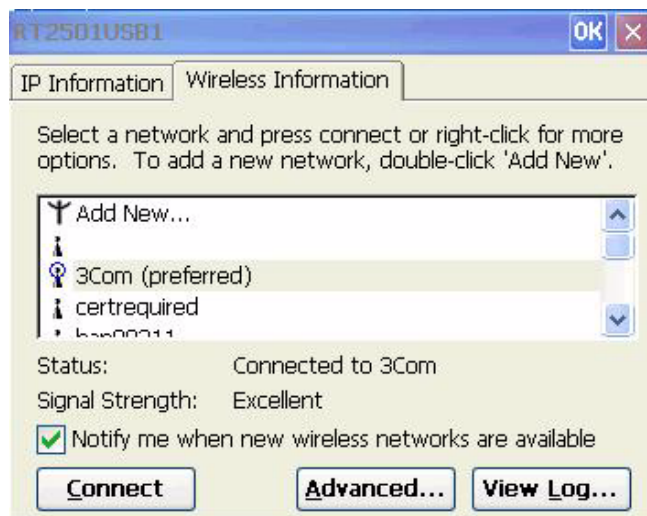 RT2501USB1 OK
IP Information Wireless Information
Select a network and press connect or right-click for more
options. To add a new network, double-click 'Add New'.
Add New...
3Com (preferred)
certrequired
Status: Connected to 3Com
Signal Strength: Excellent
Notify me when new wireless networks are available
Connect Advanced... View Log...